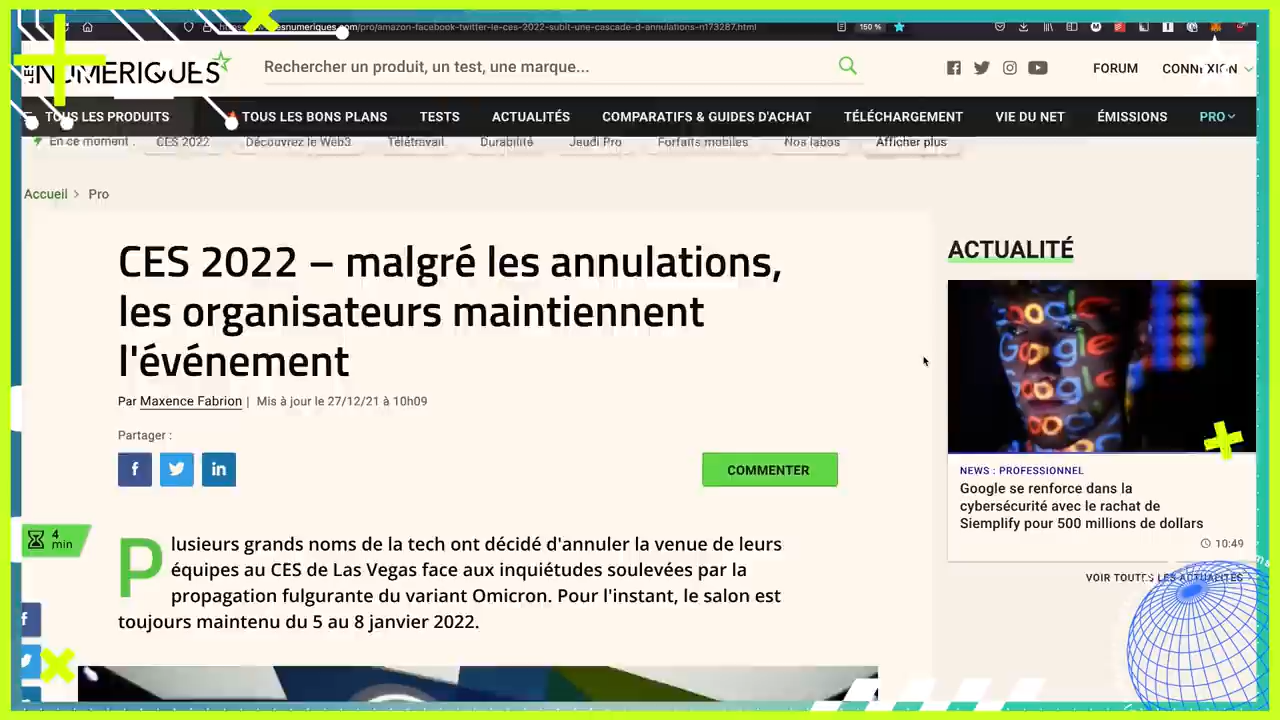 esnumeriques.com/pro/amazon-facebook-twitter-le-ces-2022-subit-une-cascade-d-annulations-n173287.html
150 %
NUMERIQUES
Rechercher un produit, un test, une marque...
FORUM
CONNEXION
TOUS LES PRODUITS
TOUS LES BONS PLANS
TESTS
ACTUALITÉS
COMPARATIFS & GUIDES D'ACHAT
TÉLÉCHARGEMENT
VIE DU NET
ÉMISSIONS
PRO
En ce moment :
CES 2022
Découvrez le Web3
Télétravail
Durabilité
Jeudi Pro
Forfaits mobiles
Nos labos
Afficher plus
Accueil > Pro
CES 2022 – malgré les annulations,
les organisateurs maintiennent
l'événement
Par Maxence Fabrion | Mis à jour le 27/12/21 à 10h09
Partager :
COMMENTER
4
min
Plusieurs grands noms de la tech ont décidé d'annuler la venue de leurs
équipes au CES de Las Vegas face aux inquiétudes soulevées par la
propagation fulgurante du variant Omicron. Pour l'instant, le salon est
toujours maintenu du 5 au 8 janvier 2022.
ACTUALITÉ
Google
NEWS : PROFESSIONNEL
Google se renforce dans la
cybersécurité avec le rachat de
Siemplify pour 500 millions de dollars
10:49
VOIR TOUTES LES ACTUALITÉS